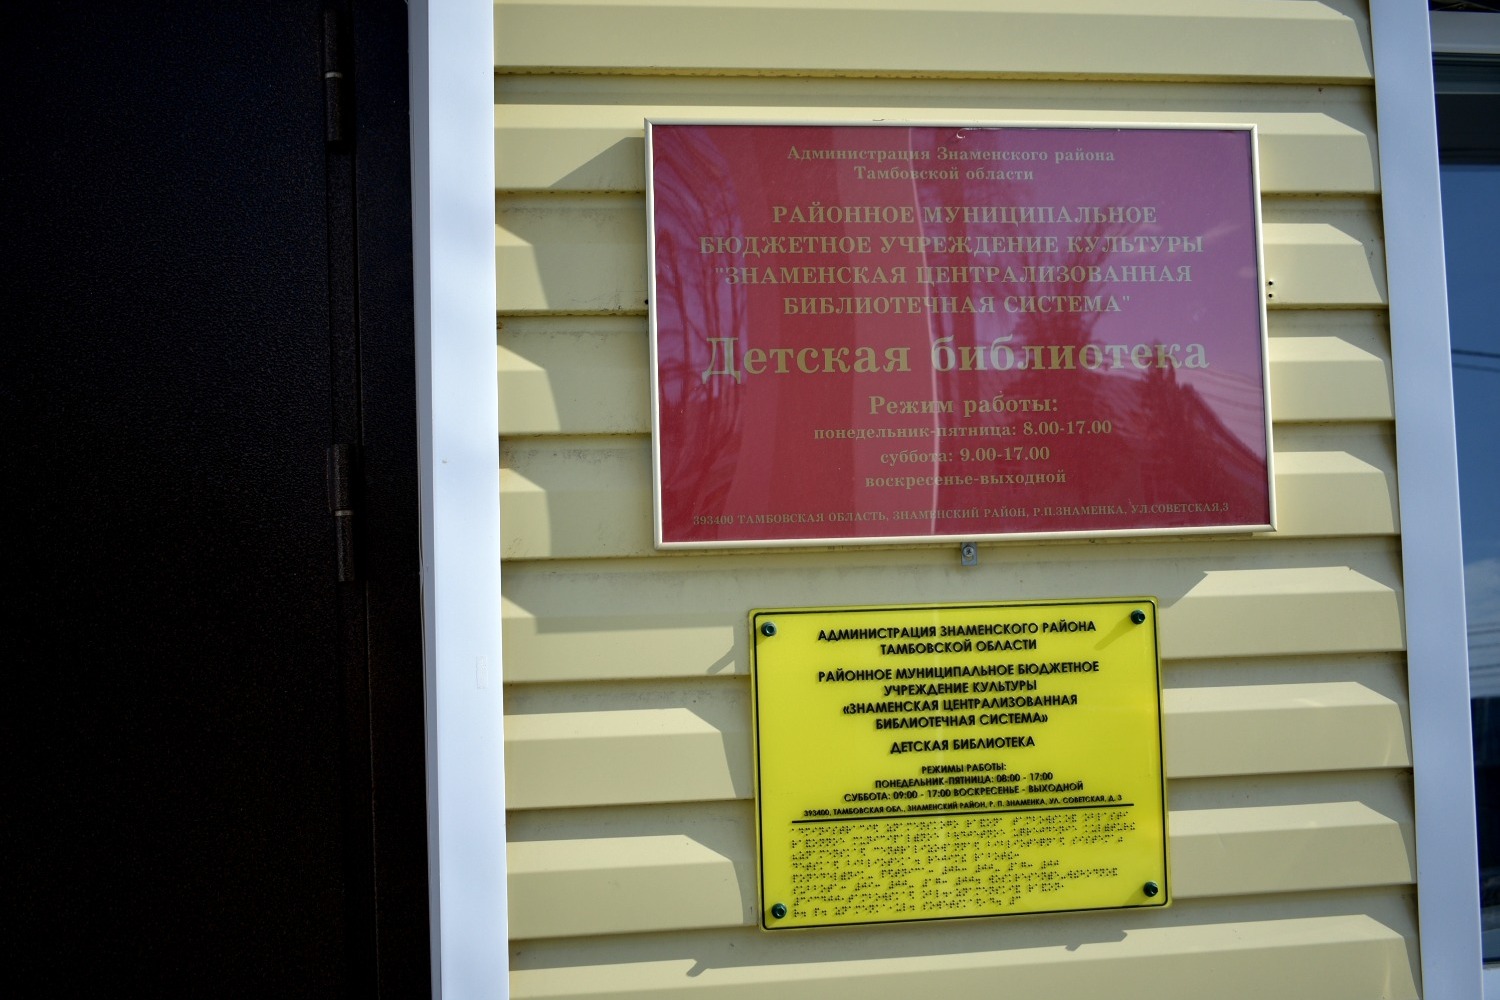 Администрация Знаменского района
Тамбовской области
РАЙОННОЕ МУНИЦИПАЛЬНОЕ
БЮДЖЕТНОЕ УЧРЕЖДЕНИЕ КУЛЬТУРЫ
"ЗНАМЕНСКАЯ ЦЕНТРАЛИЗОВАННАЯ
БИБЛИОТЕЧНАЯ СИСТЕМА"
Детская библиотека
Режим работы:
понедельник-пятница: 8.00-17.00
суббота: 9.00-17.00
воскресенье-выходной
393400 ТАМБОВСКАЯ ОБЛАСТЬ, ЗНАМЕНСКИЙ РАЙОН, Р.П.ЗНАМЕНКА, УЛ.СОВЕТСКАЯ,3
АДМИНИСТРАЦИЯ ЗНАМЕНСКОГО РАЙОНА
ТАМБОВСКОЙ ОБЛАСТИ
РАЙОННОЕ МУНИЦИПАЛЬНОЕ БЮДЖЕТНОЕ
УЧРЕЖДЕНИЕ КУЛЬТУРЫ
«ЗНАМЕНСКАЯ ЦЕНТРАЛИЗОВАННАЯ
БИБЛИОТЕЧНАЯ СИСТЕМА»
ДЕТСКАЯ БИБЛИОТЕКА
РЕЖИМЫ РАБОТЫ:
ПОНЕДЕЛЬНИК-ПЯТНИЦА: 08:00 - 17:00
СУББОТА: 09:00 - 17:00 ВОСКРЕСЕНЬЕ - ВЫХОДНОЙ
393400, ТАМБОВСКАЯ ОБЛ., ЗНАМЕНСКИЙ РАЙОН, Р. П. ЗНАМЕНКА, УЛ. СОВЕТСКАЯ, Д. 3